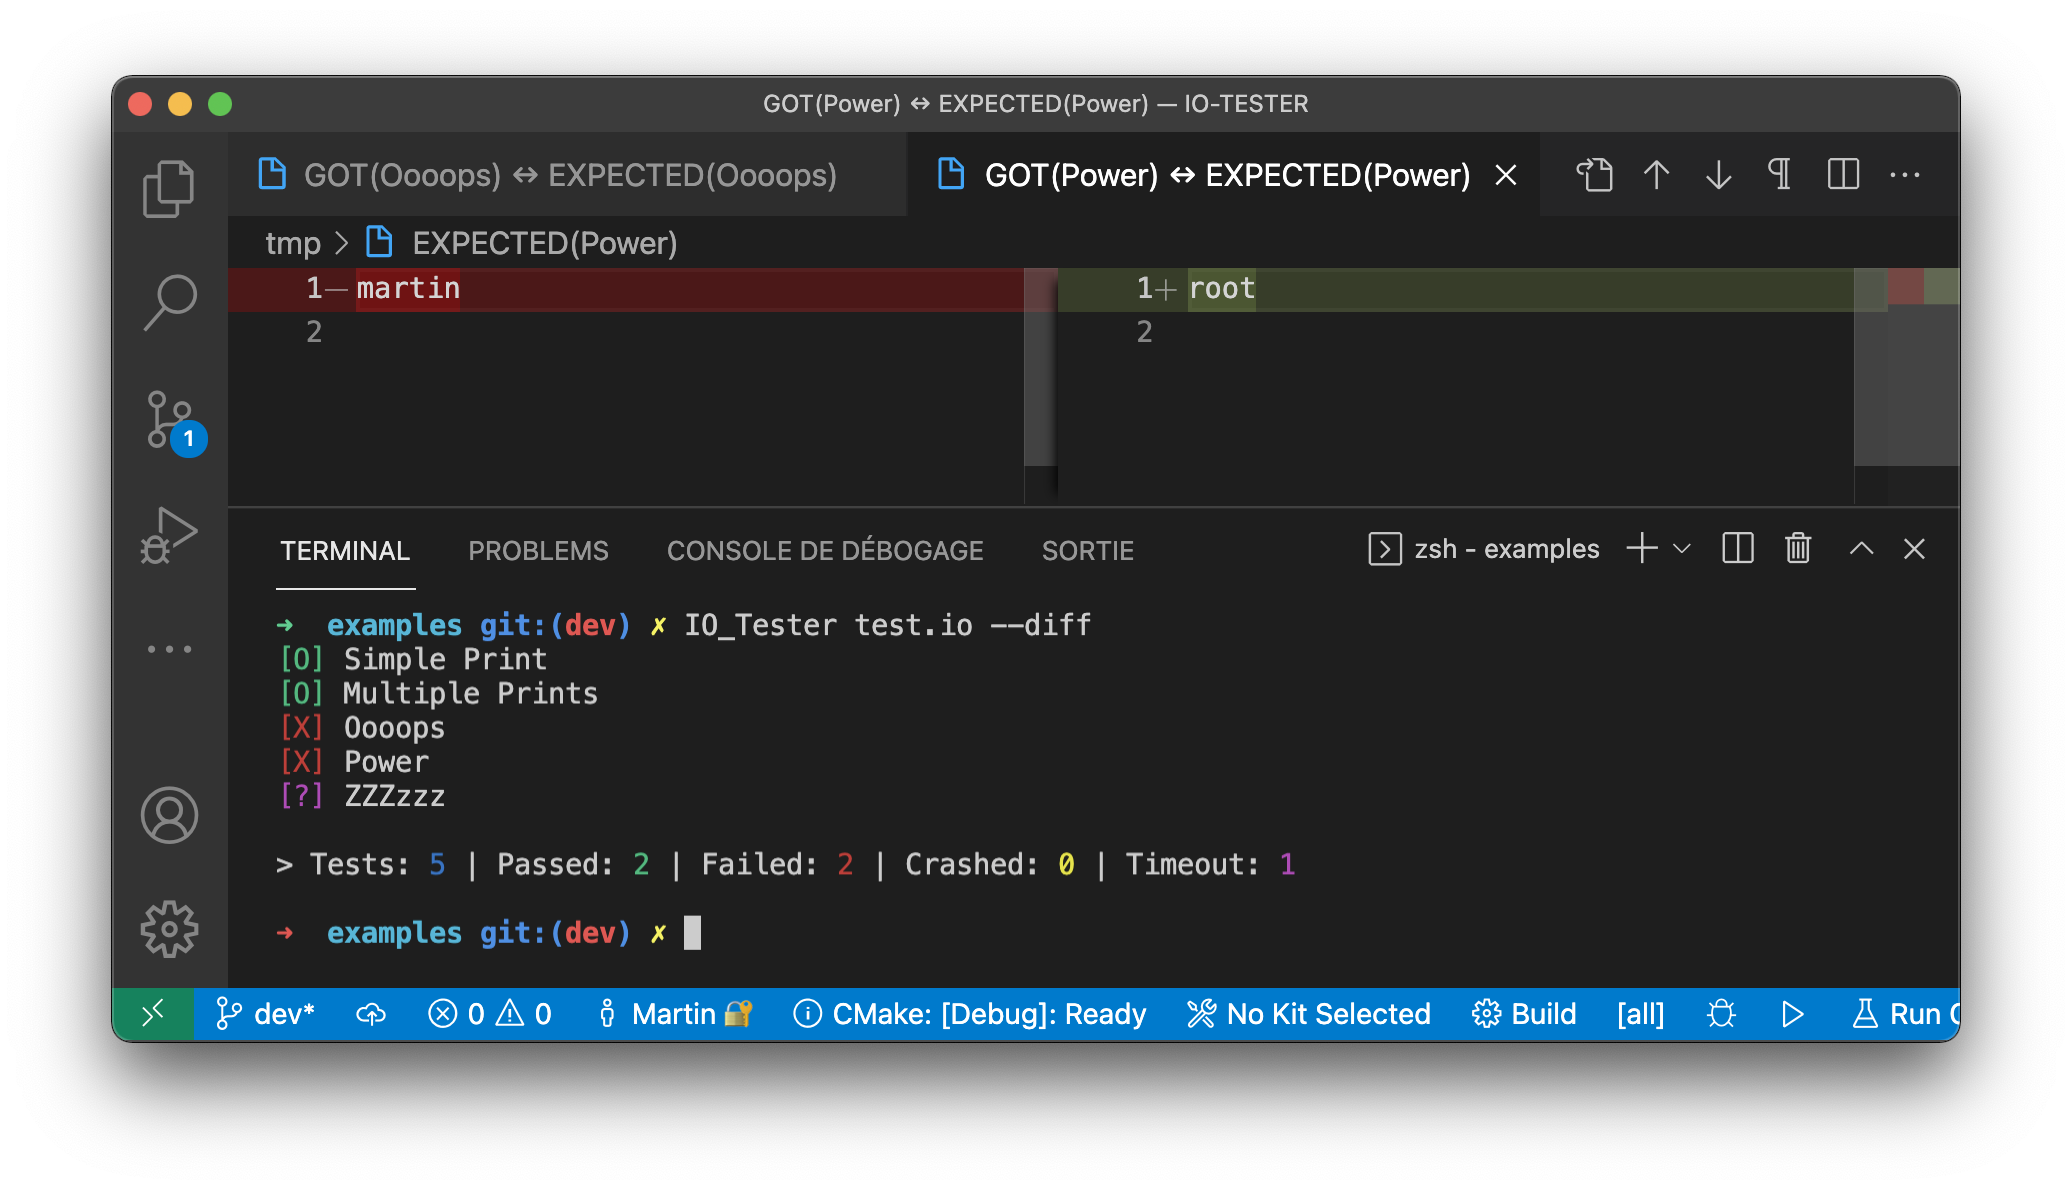 GOT(Power) ↔ EXPECTED(Power) — IO-TESTER
GOT(Oooops) ↔ EXPECTED(Oooops)
GOT(Power) ↔ EXPECTED(Power)
tmp > EXPECTED(Power)
1— martin
1+ root
2
2
1
TERMINAL PROBLEMS CONSOLE DE DÉBOGAGE SORTIE
zsh - examples
➜ examples git:(dev) ✗ IO_Tester test.io --diff
[O] Simple Print
[O] Multiple Prints
[X] Oooops
[X] Power
[?] ZZZzzz
> Tests: 5 | Passed: 2 | Failed: 2 | Crashed: 0 | Timeout: 1
➜ examples git:(dev) ✗
dev* 0 0 Martin 🔐 CMake: [Debug]: Ready No Kit Selected Build [all] Run